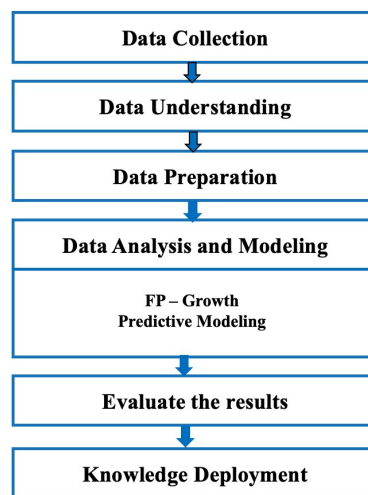 Data Collection
Data Understanding
Data Preparation
Data Analysis and Modeling
FP – Growth
Predictive Modeling
Evaluate the results
Knowledge Deployment